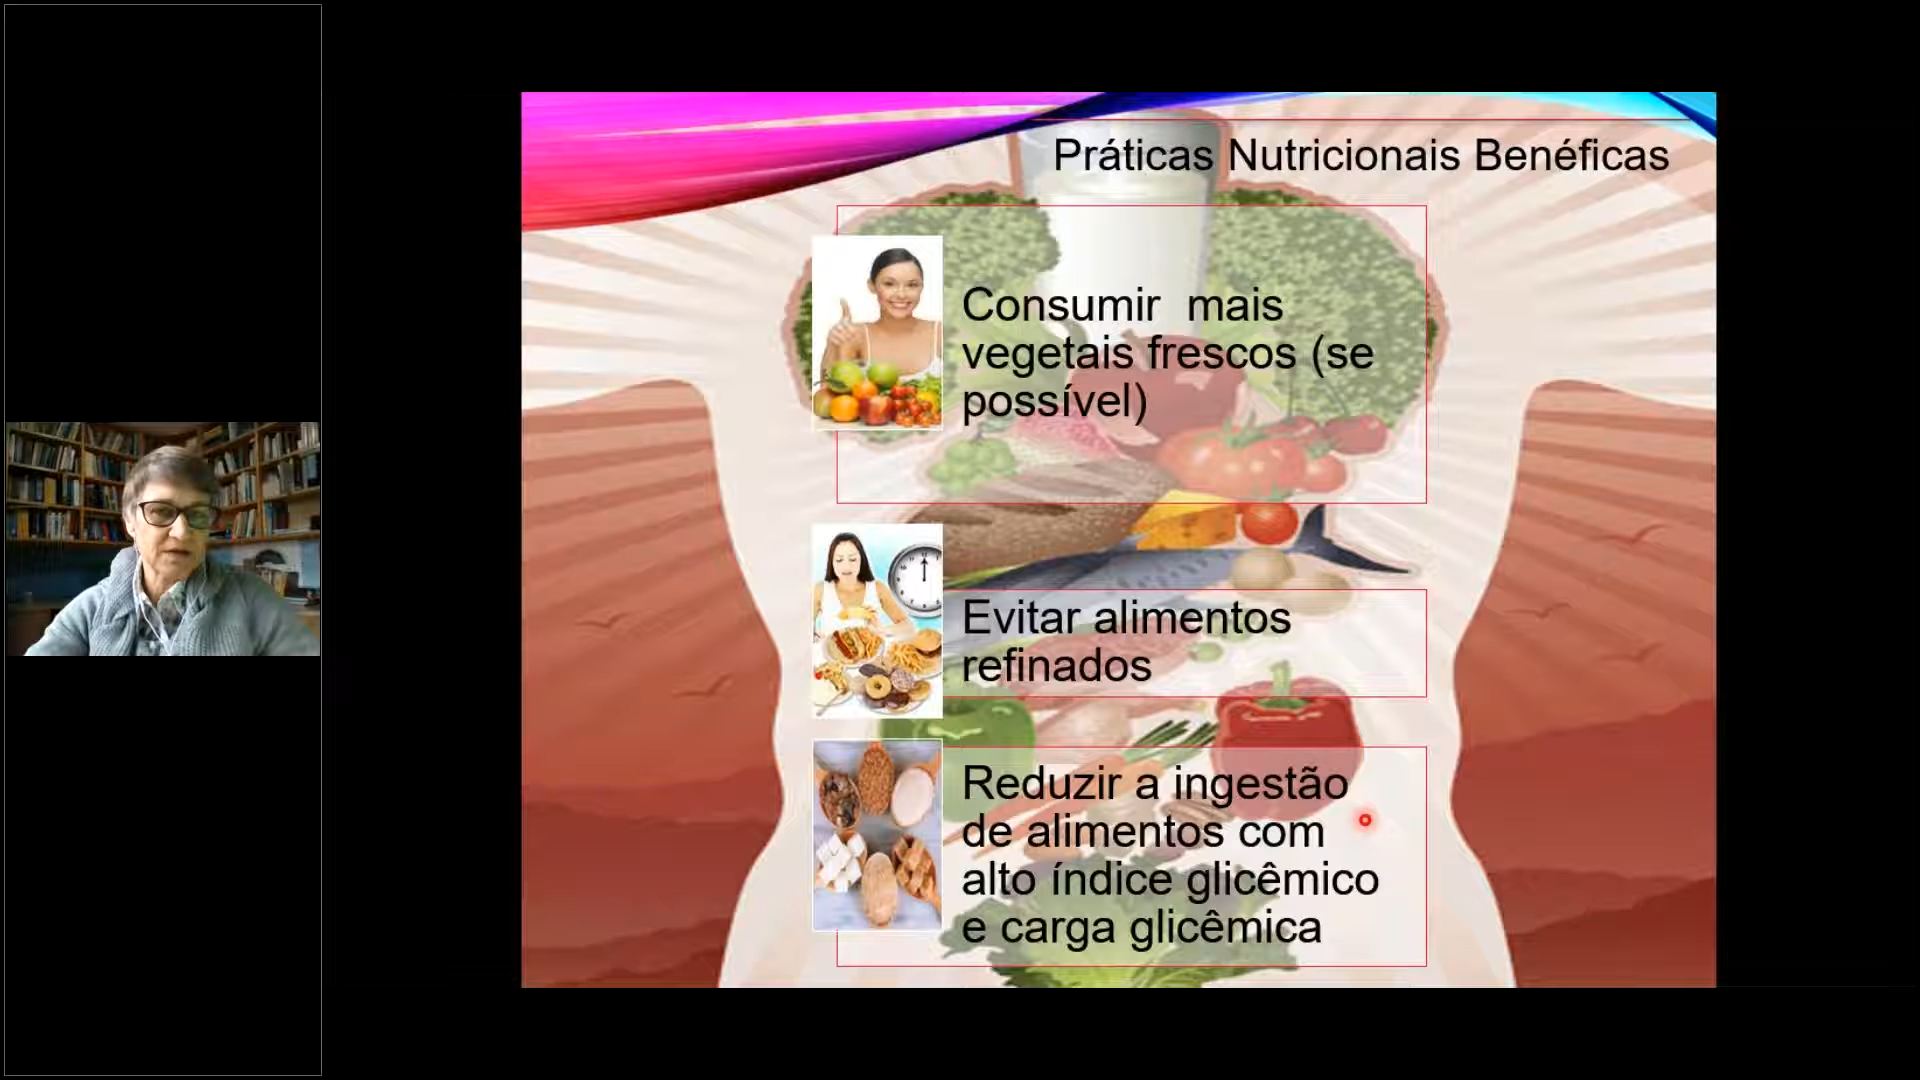 Práticas Nutricionais Benéficas
Consumir mais
vegetais frescos (se
possível)
Evitar alimentos
refinados
Reduzir a ingestão
de alimentos com
alto índice glicêmico
e carga glicêmica